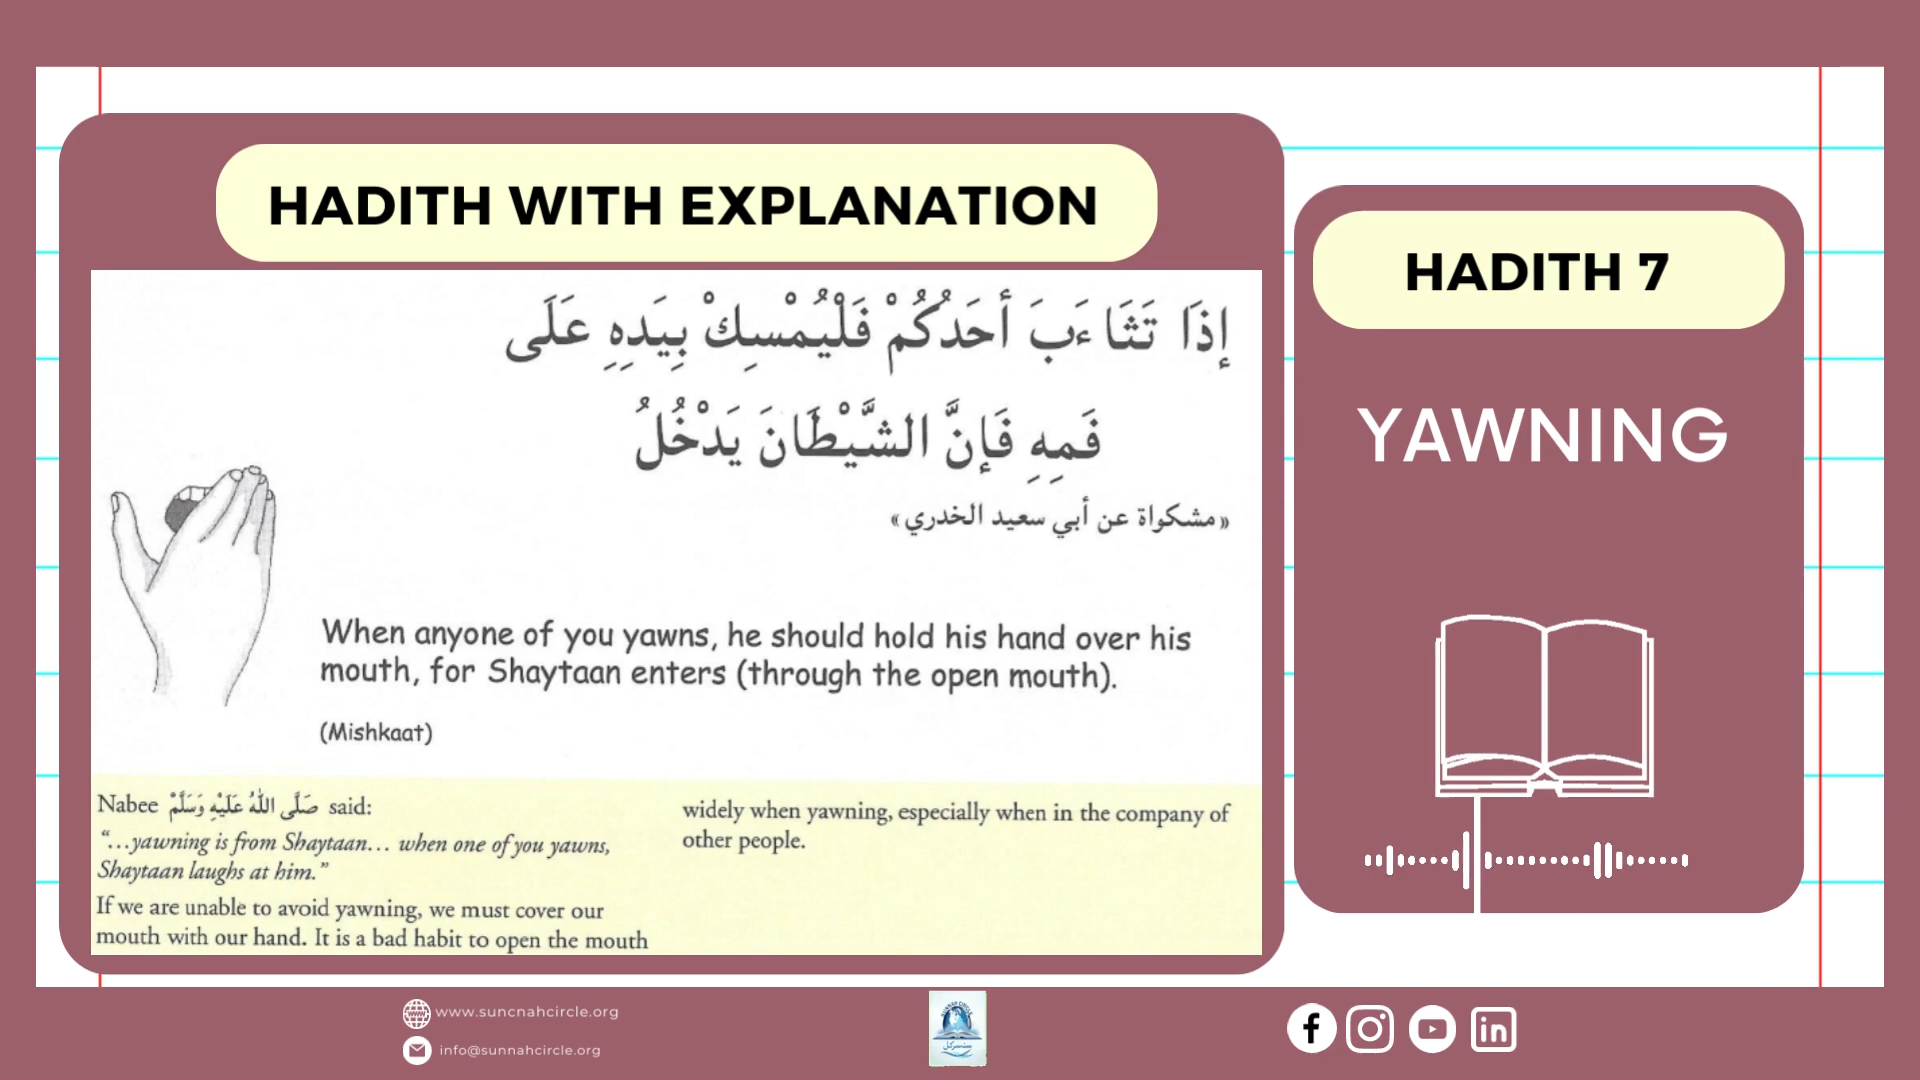 HADITH WITH EXPLANATION
إذَا تَثَاءَبَ أَحَدُكُمْ فَلْيُمْسِكْ بِيَدِهِ عَلَى
فَمِهِ فَإنَّ الشَّيْطَانَ يَدْخُلُ
«مشكواة عن أبي سعيد الخدري»
When anyone of you yawns, he should hold his hand over his
mouth, for Shaytaan enters (through the open mouth).
(Mishkaat)
Nabee صَلَّى اللّٰهُ عَلَيْهِ وَسَلَّمْ said:
“...yawning is from Shaytaan... when one of you yawns,
Shaytaan laughs at him.”
If we are unable to avoid yawning, we must cover our
mouth with our hand. It is a bad habit to open the mouth
widely when yawning, especially when in the company of
other people.
HADITH 7
YAWNING
www.suncnahcircle.org
info@sunnahcircle.org